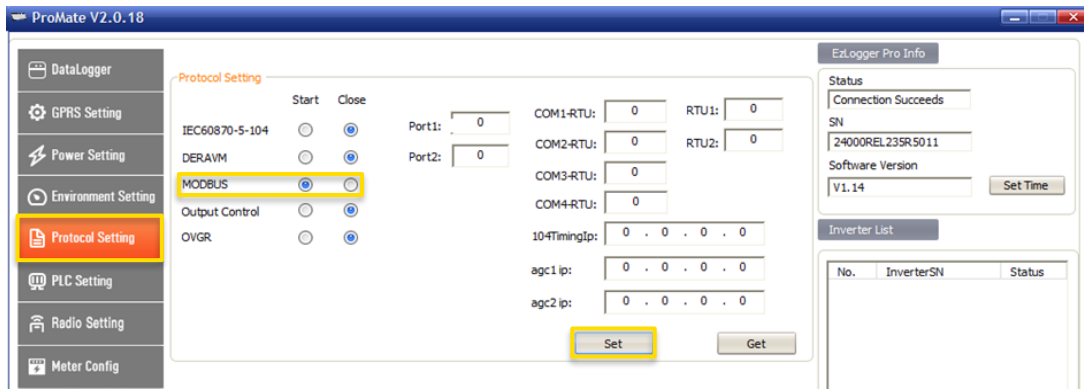 ProMate V2.0.18
DataLogger
GPRS Setting
Power Setting
Environment Setting
Protocol Setting
PLC Setting
Radio Setting
Meter Config
Protocol Setting
Start Close
IEC60870-5-104
DERAVM
MODBUS
Output Control
OVGR
Port1: 0
Port2: 0
COM1-RTU: 0 RTU1: 0
COM2-RTU: 0 RTU2: 0
COM3-RTU: 0
COM4-RTU: 0
104TimingIp: 0 . 0 . 0 . 0
agc1 ip: 0 . 0 . 0 . 0
agc2 ip: 0 . 0 . 0 . 0
Set Get
EzLogger Pro Info
Status
Connection Succeeds
SN
24000REL235R5011
Software Version
V1.14 Set Time
Inverter List
No. InverterSN Status